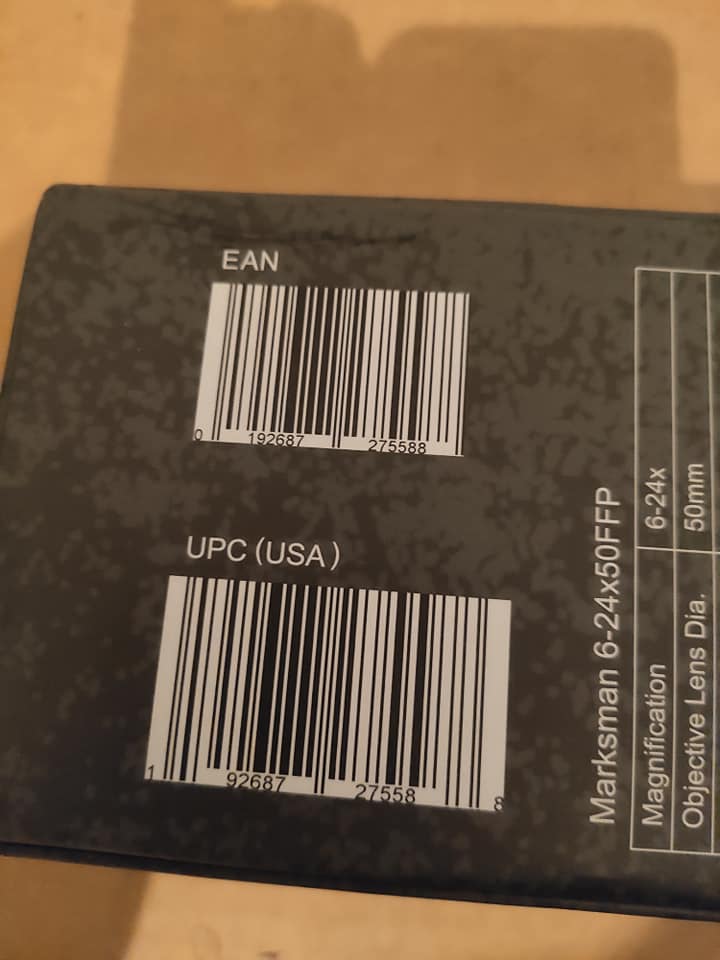 EAN
0 192687 275588
UPC (USA)
1 92687 27558 8
Marksman 6-24x50FFP
Magnification 6-24x
Objective Lens Dia. 50mm